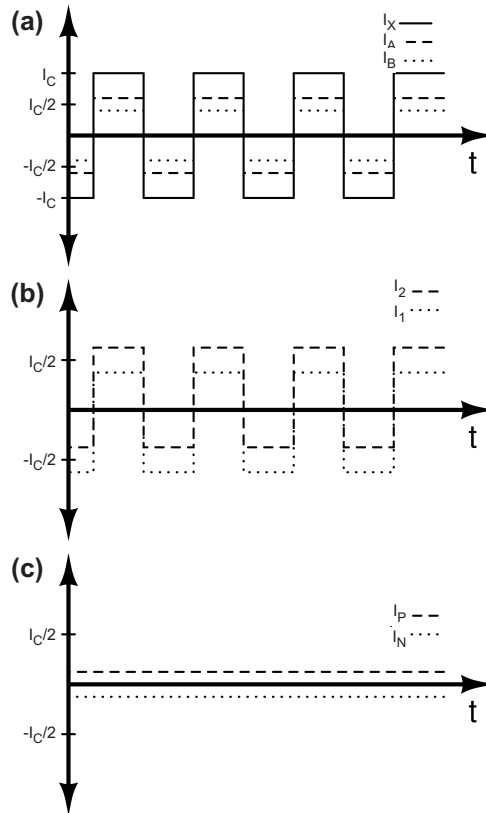 (a)
I_X
I_A
I_B
I_C
I_C/2
-I_C/2
-I_C
t
(b)
I_2
I_1
I_C/2
-I_C/2
t
(c)
I_P
I_N
I_C/2
-I_C/2
t